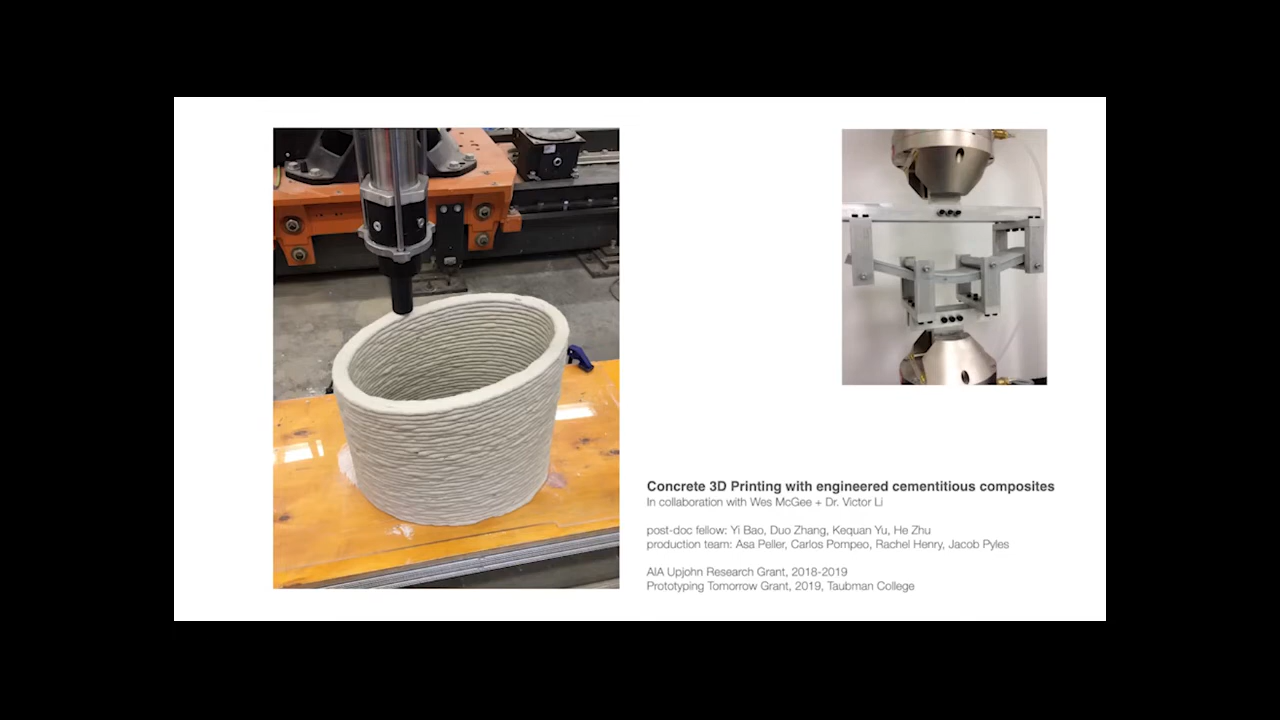 Concrete 3D Printing with engineered cementitious composites
In collaboration with Wes McGee + Dr. Victor Li
post-doc fellow: Yi Bao, Duo Zhang, Kequan Yu, He Zhu
production team: Asa Peller, Carlos Pompeo, Rachel Henry, Jacob Pyles
AIA Upjohn Research Grant, 2018-2019
Prototyping Tomorrow Grant, 2019, Taubman College